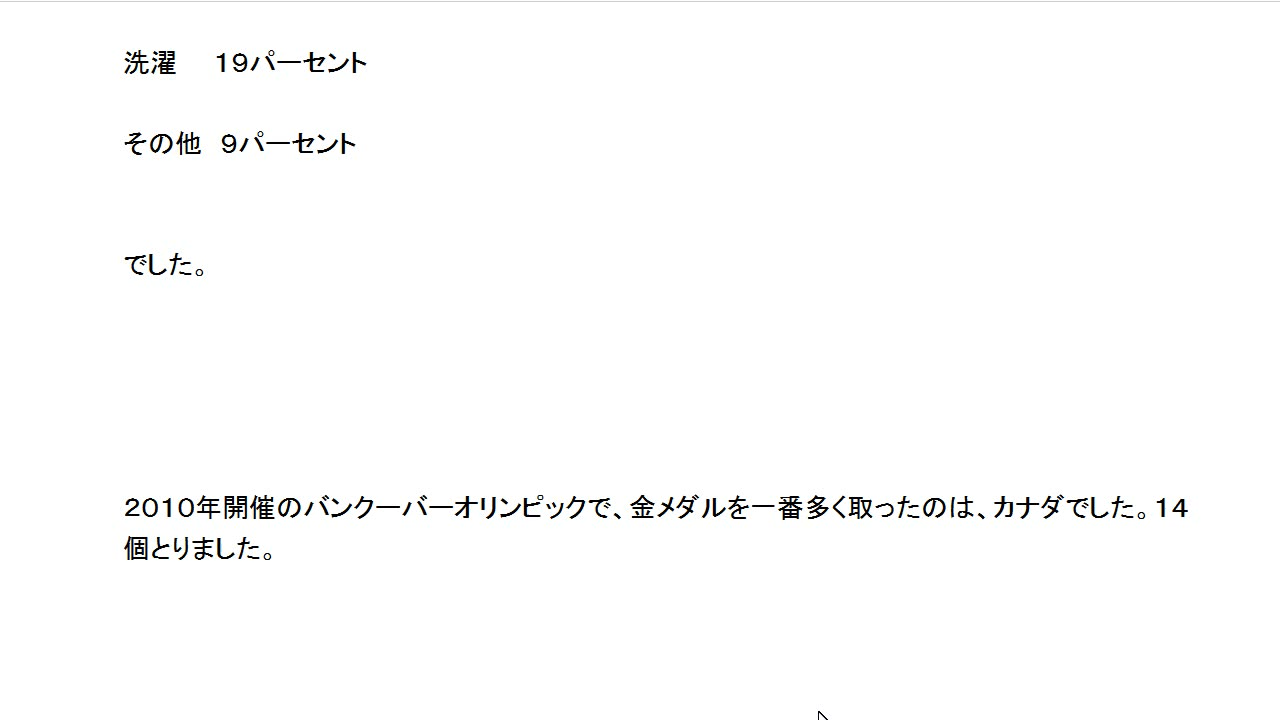 洗濯　１９パーセント
その他　９パーセント
でした。
２０１０年開催のバンクーバーオリンピックで、金メダルを一番多く取ったのは、カナダでした。１４
個とりました。